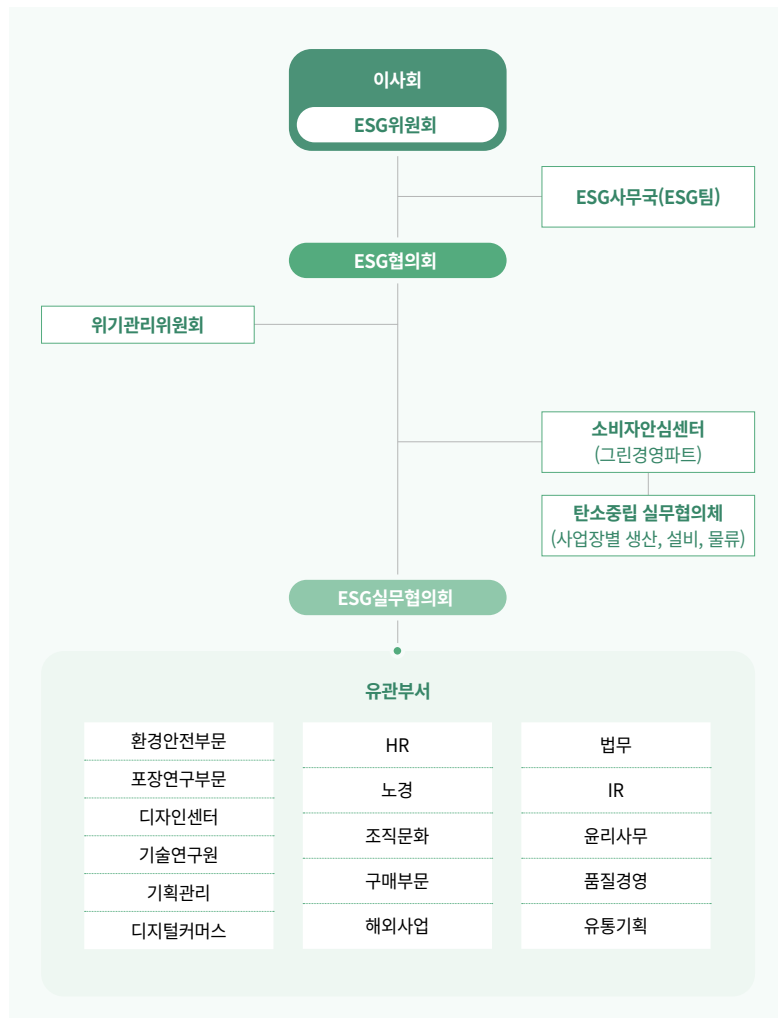 이사회
ESG위원회
ESG사무국(ESG팀)
ESG협의회
위기관리위원회
소비자안심센터
(그린경영파트)
탄소중립 실무협의체
(사업장별 생산, 설비, 물류)
ESG실무협의회
유관부서
환경안전부문
포장연구부문
디자인센터
기술연구원
기획관리
디지털커머스
HR
노경
조직문화
구매부문
해외사업
법무
IR
윤리사무
품질경영
유통기획